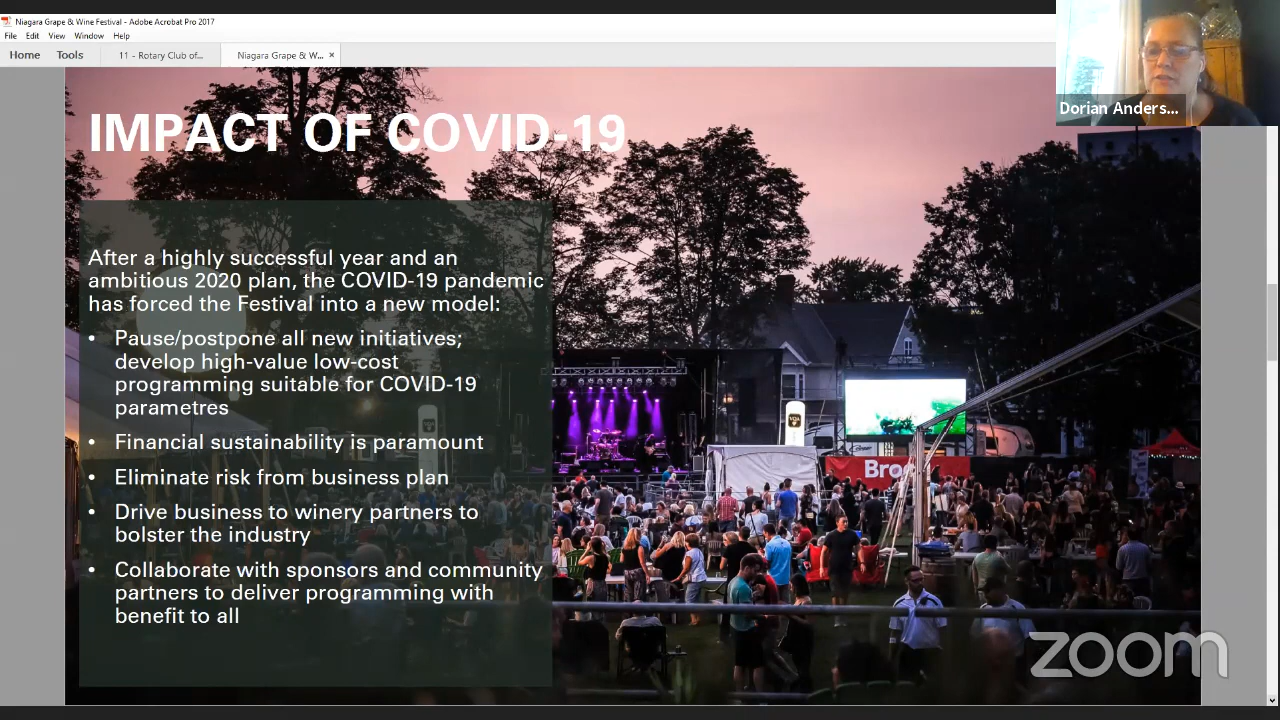 Niagara Grape & Wine Festival - Adobe Acrobat Pro 2017
File Edit View Window Help
Home Tools 11 - Rotary Club of... Niagara Grape & W... ×
Dorian Anders...
IMPACT OF COVID-19
After a highly successful year and an
ambitious 2020 plan, the COVID-19 pandemic
has forced the Festival into a new model:
• Pause/postpone all new initiatives;
develop high-value low-cost
programming suitable for COVID-19
parametres
• Financial sustainability is paramount
• Eliminate risk from business plan
• Drive business to winery partners to
bolster the industry
• Collaborate with sponsors and community
partners to deliver programming with
benefit to all
zoom